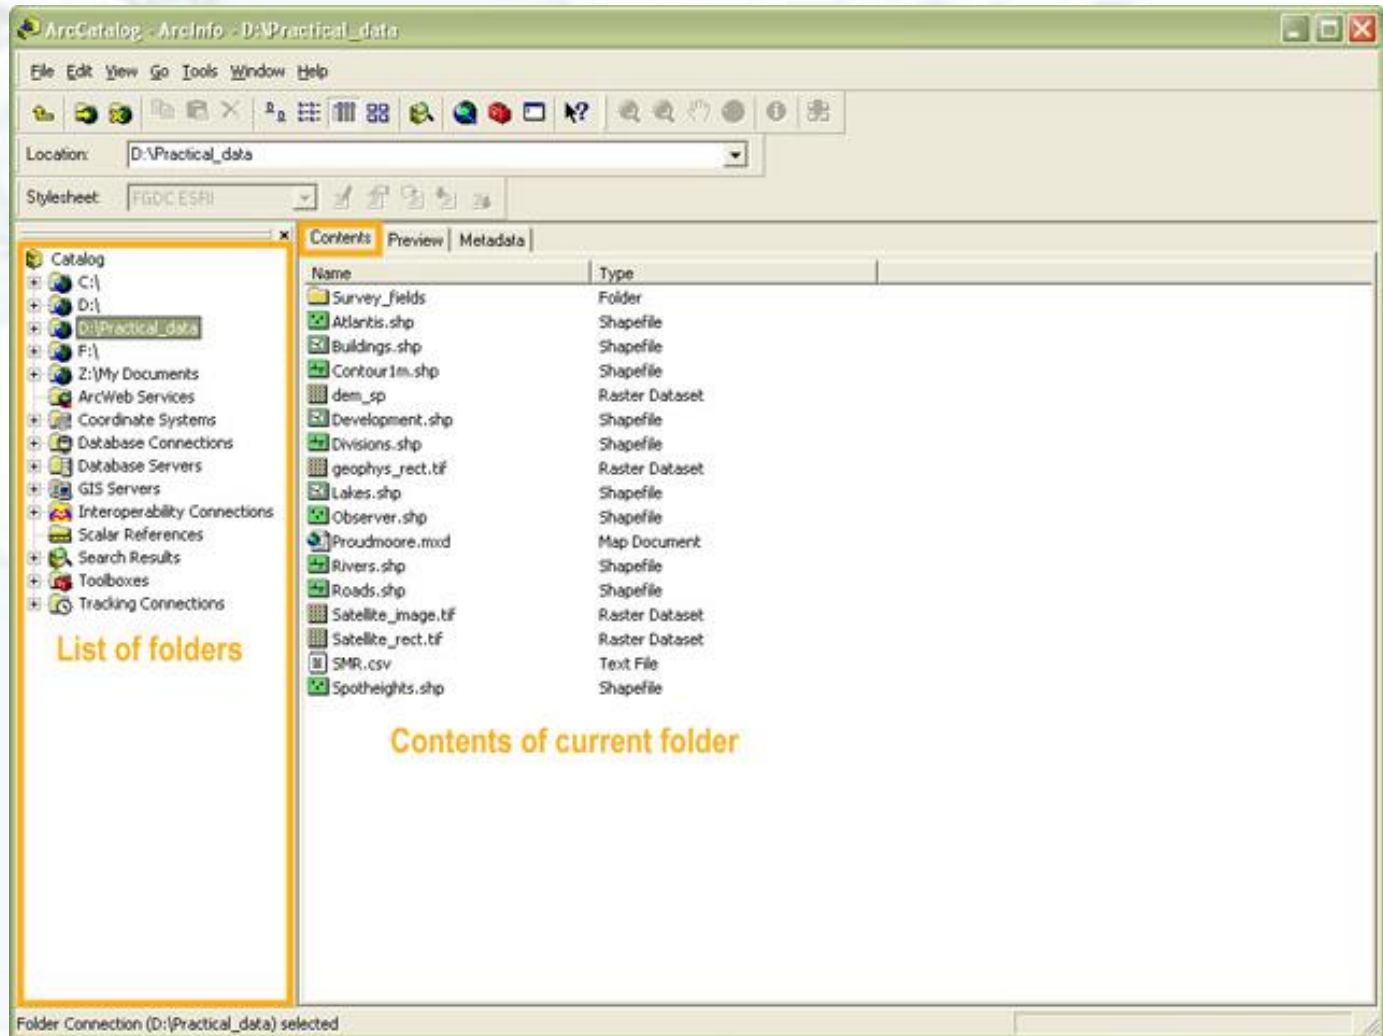 ArcCatalog - ArcInfo - D:\Practical_data
File Edit View Go Tools Window Help
Location: D:\Practical_data
Stylesheet: FGDC ESRI
Catalog
C:\
D:\
D:\Practical_data
F:\
Z:\My Documents
ArcWeb Services
Coordinate Systems
Database Connections
Database Servers
GIS Servers
Interoperability Connections
Scalar References
Search Results
Toolboxes
Tracking Connections
List of folders
Contents Preview Metadata
Name Type
Survey_fields Folder
Atlantis.shp Shapefile
Buildings.shp Shapefile
Contour1m.shp Shapefile
dem_sp Raster Dataset
Development.shp Shapefile
Divisions.shp Shapefile
geophys_rect.tif Raster Dataset
Lakes.shp Shapefile
Observer.shp Shapefile
Proudmoore.mxd Map Document
Rivers.shp Shapefile
Roads.shp Shapefile
Satellite_image.tif Raster Dataset
Satellite_rect.tif Raster Dataset
SMR.csv Text File
Spotheights.shp Shapefile
Contents of current folder
Folder Connection (D:\Practical_data) selected